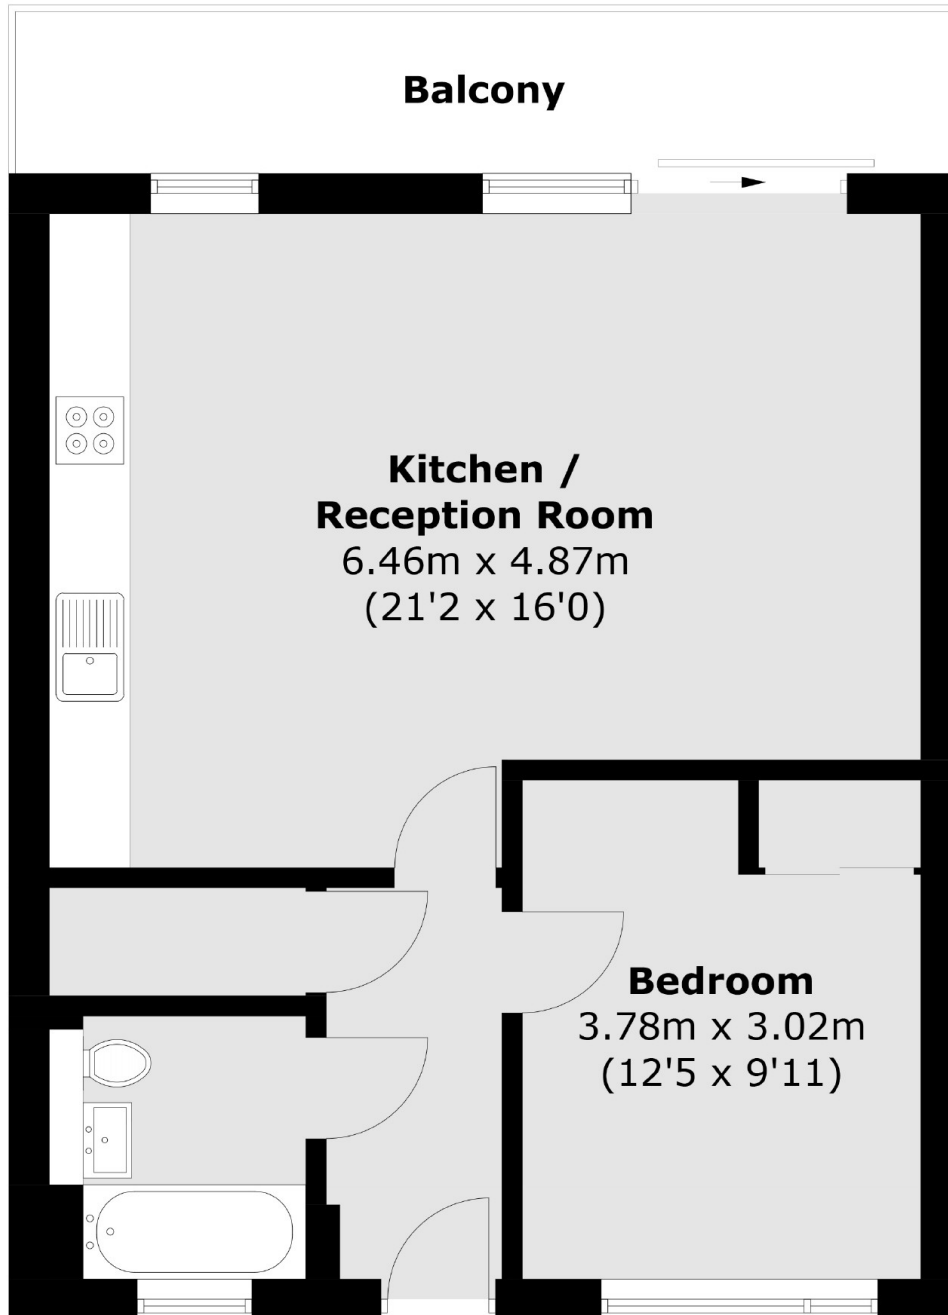 Balcony
Kitchen /
Reception Room
6.46m x 4.87m
(21'2 x 16'0)
Bedroom
3.78m x 3.02m
(12'5 x 9'11)